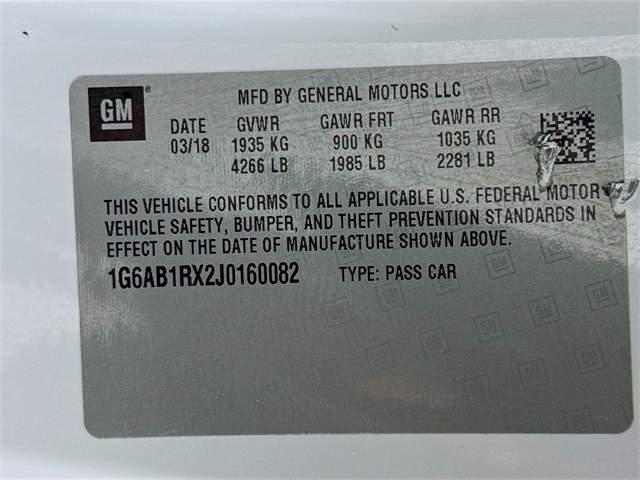 GM
MFD BY GENERAL MOTORS LLC
DATE GVWR GAWR FRT GAWR RR
03/18 1935 KG 900 KG 1035 KG
4266 LB 1985 LB 2281 LB
THIS VEHICLE CONFORMS TO ALL APPLICABLE U.S. FEDERAL MOTOR
VEHICLE SAFETY, BUMPER, AND THEFT PREVENTION STANDARDS IN
EFFECT ON THE DATE OF MANUFACTURE SHOWN ABOVE.
1G6AB1RX2J0160082 TYPE: PASS CAR